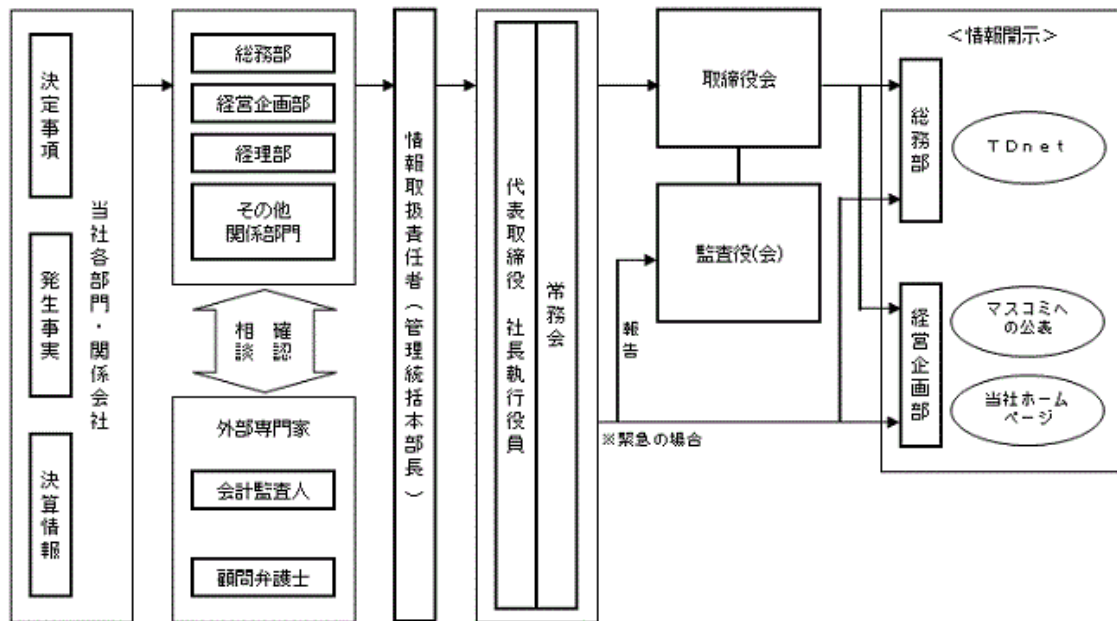 決定事項
発生事実
決算情報
当社各部門・関係会社
総務部
経営企画部
経理部
その他
関係部門
相談
確認
外部専門家
会計監査人
顧問弁護士
情報取扱責任者（管理統括本部長）
代表取締役　社長執行役員
常務会
取締役会
監査役(会)
報告
※緊急の場合
＜情報開示＞
総務部
ＴＤｎｅｔ
経営企画部
マスコミへ
の公表
当社ホーム
ページ